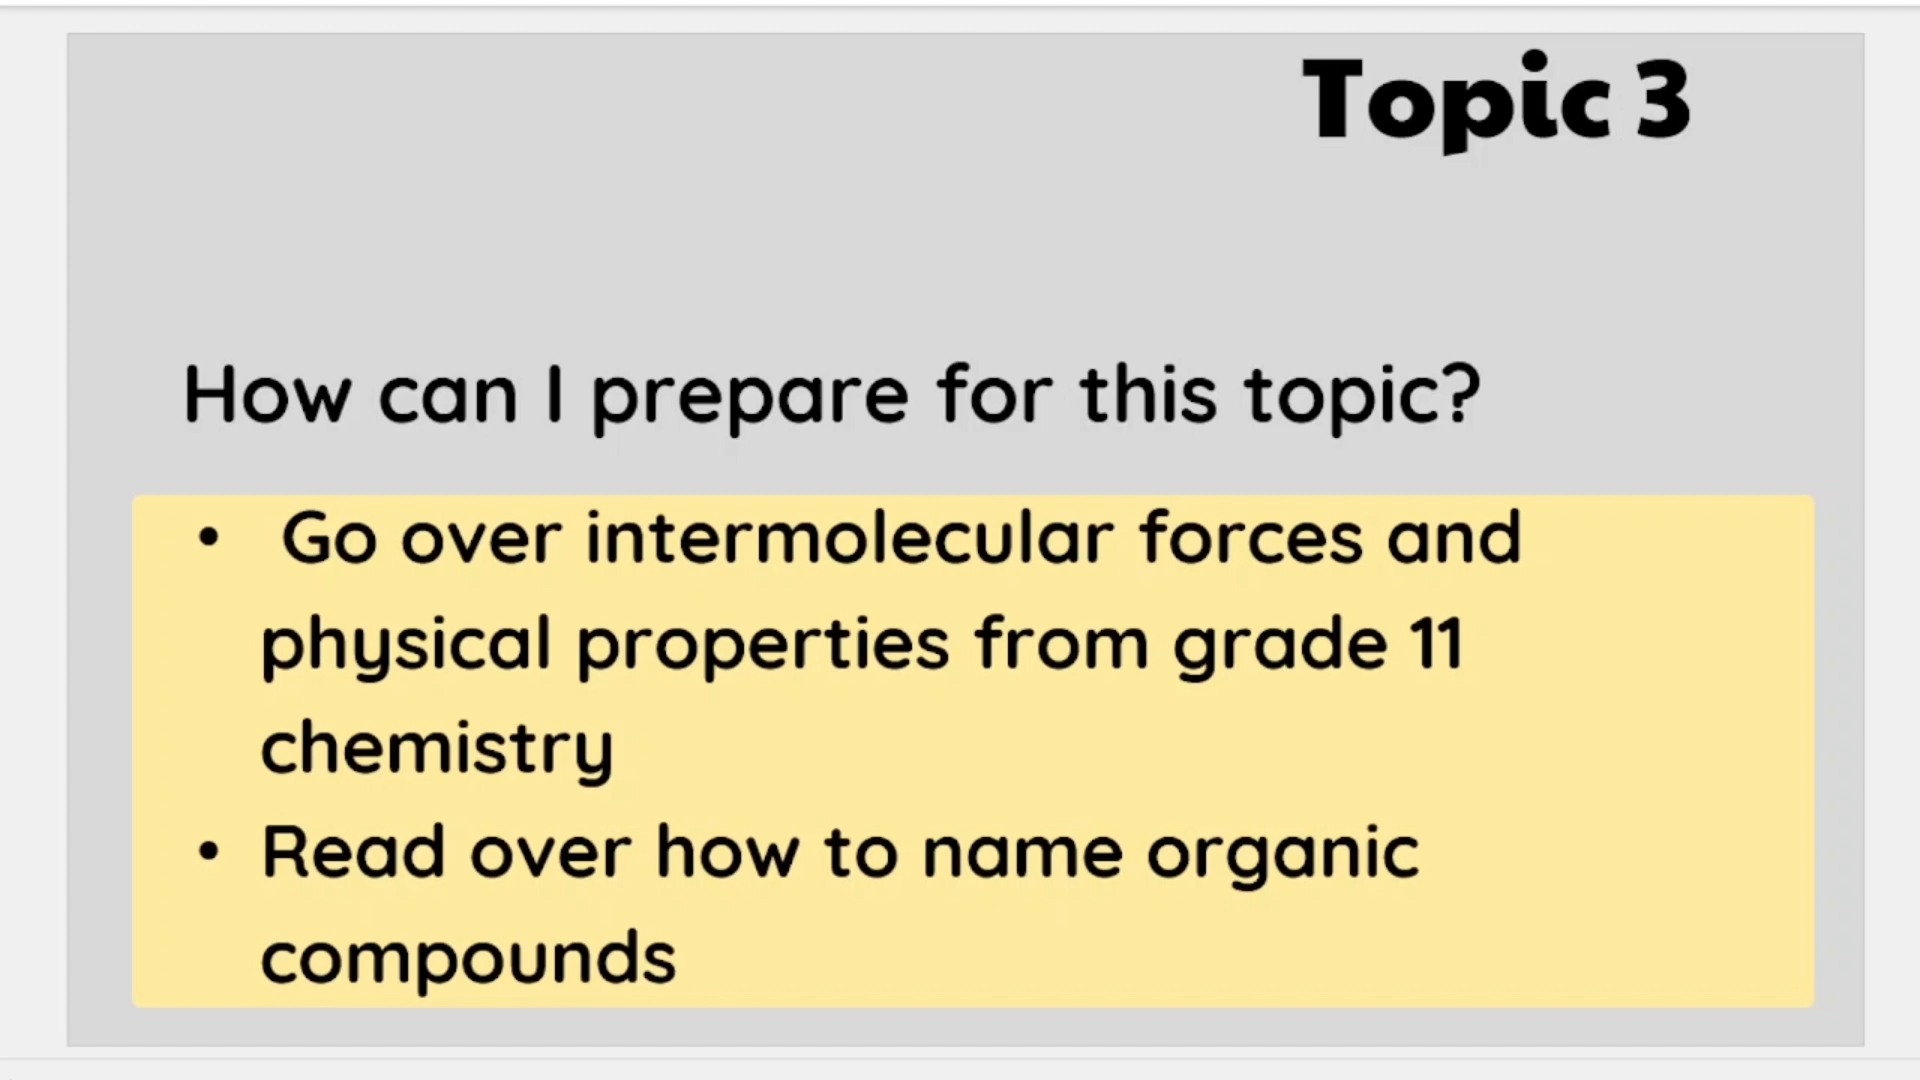 Topic 3
How can I prepare for this topic?
• Go over intermolecular forces and
physical properties from grade 11
chemistry
• Read over how to name organic
compounds